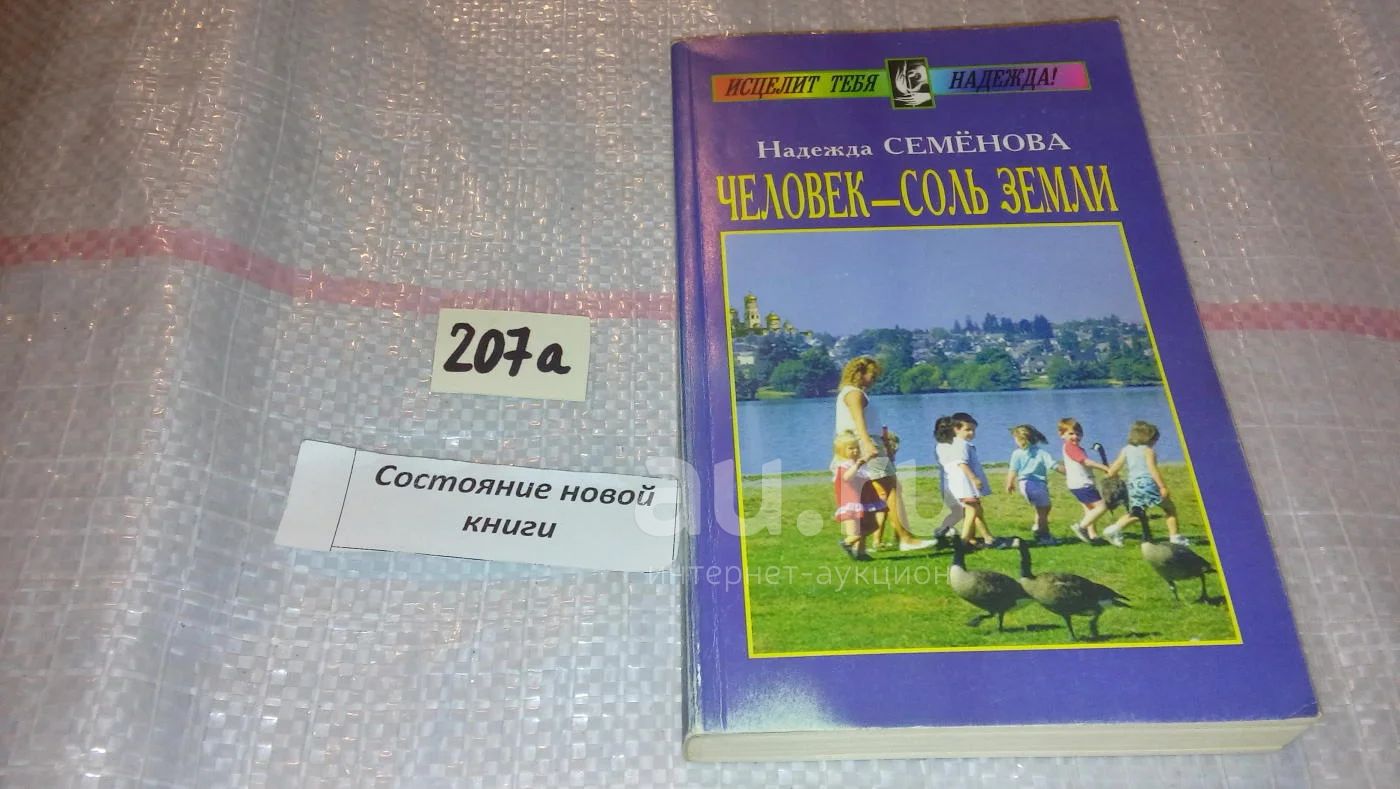 ИСЦЕЛИТ ТЕБЯ НАДЕЖДА!
Надежда СЕМЁНОВА
ЧЕЛОВЕК–СОЛЬ ЗЕМЛИ
207а
Состояние новой
книги
au.ru
интернет-аукцион